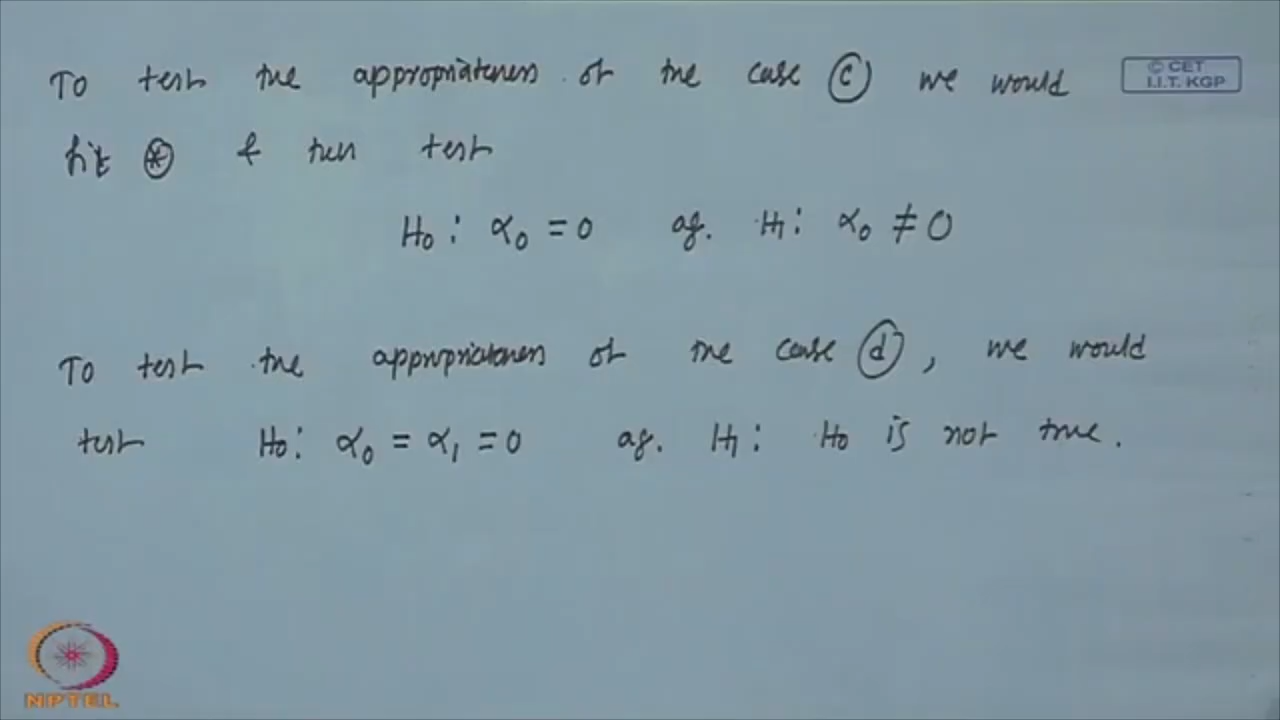 To test the appropriateness of the case ⓒ we would
© CET
I.I.T. KGP
fit ⊛ & then test
H₀ : α₀ = 0 ag. H₁ : α₀ ≠ 0
To test the appropriateness of the case ⓓ, we would
test H₀ : α₀ = α₁ = 0 ag. H₁ : H₀ is not true.
NPTEL